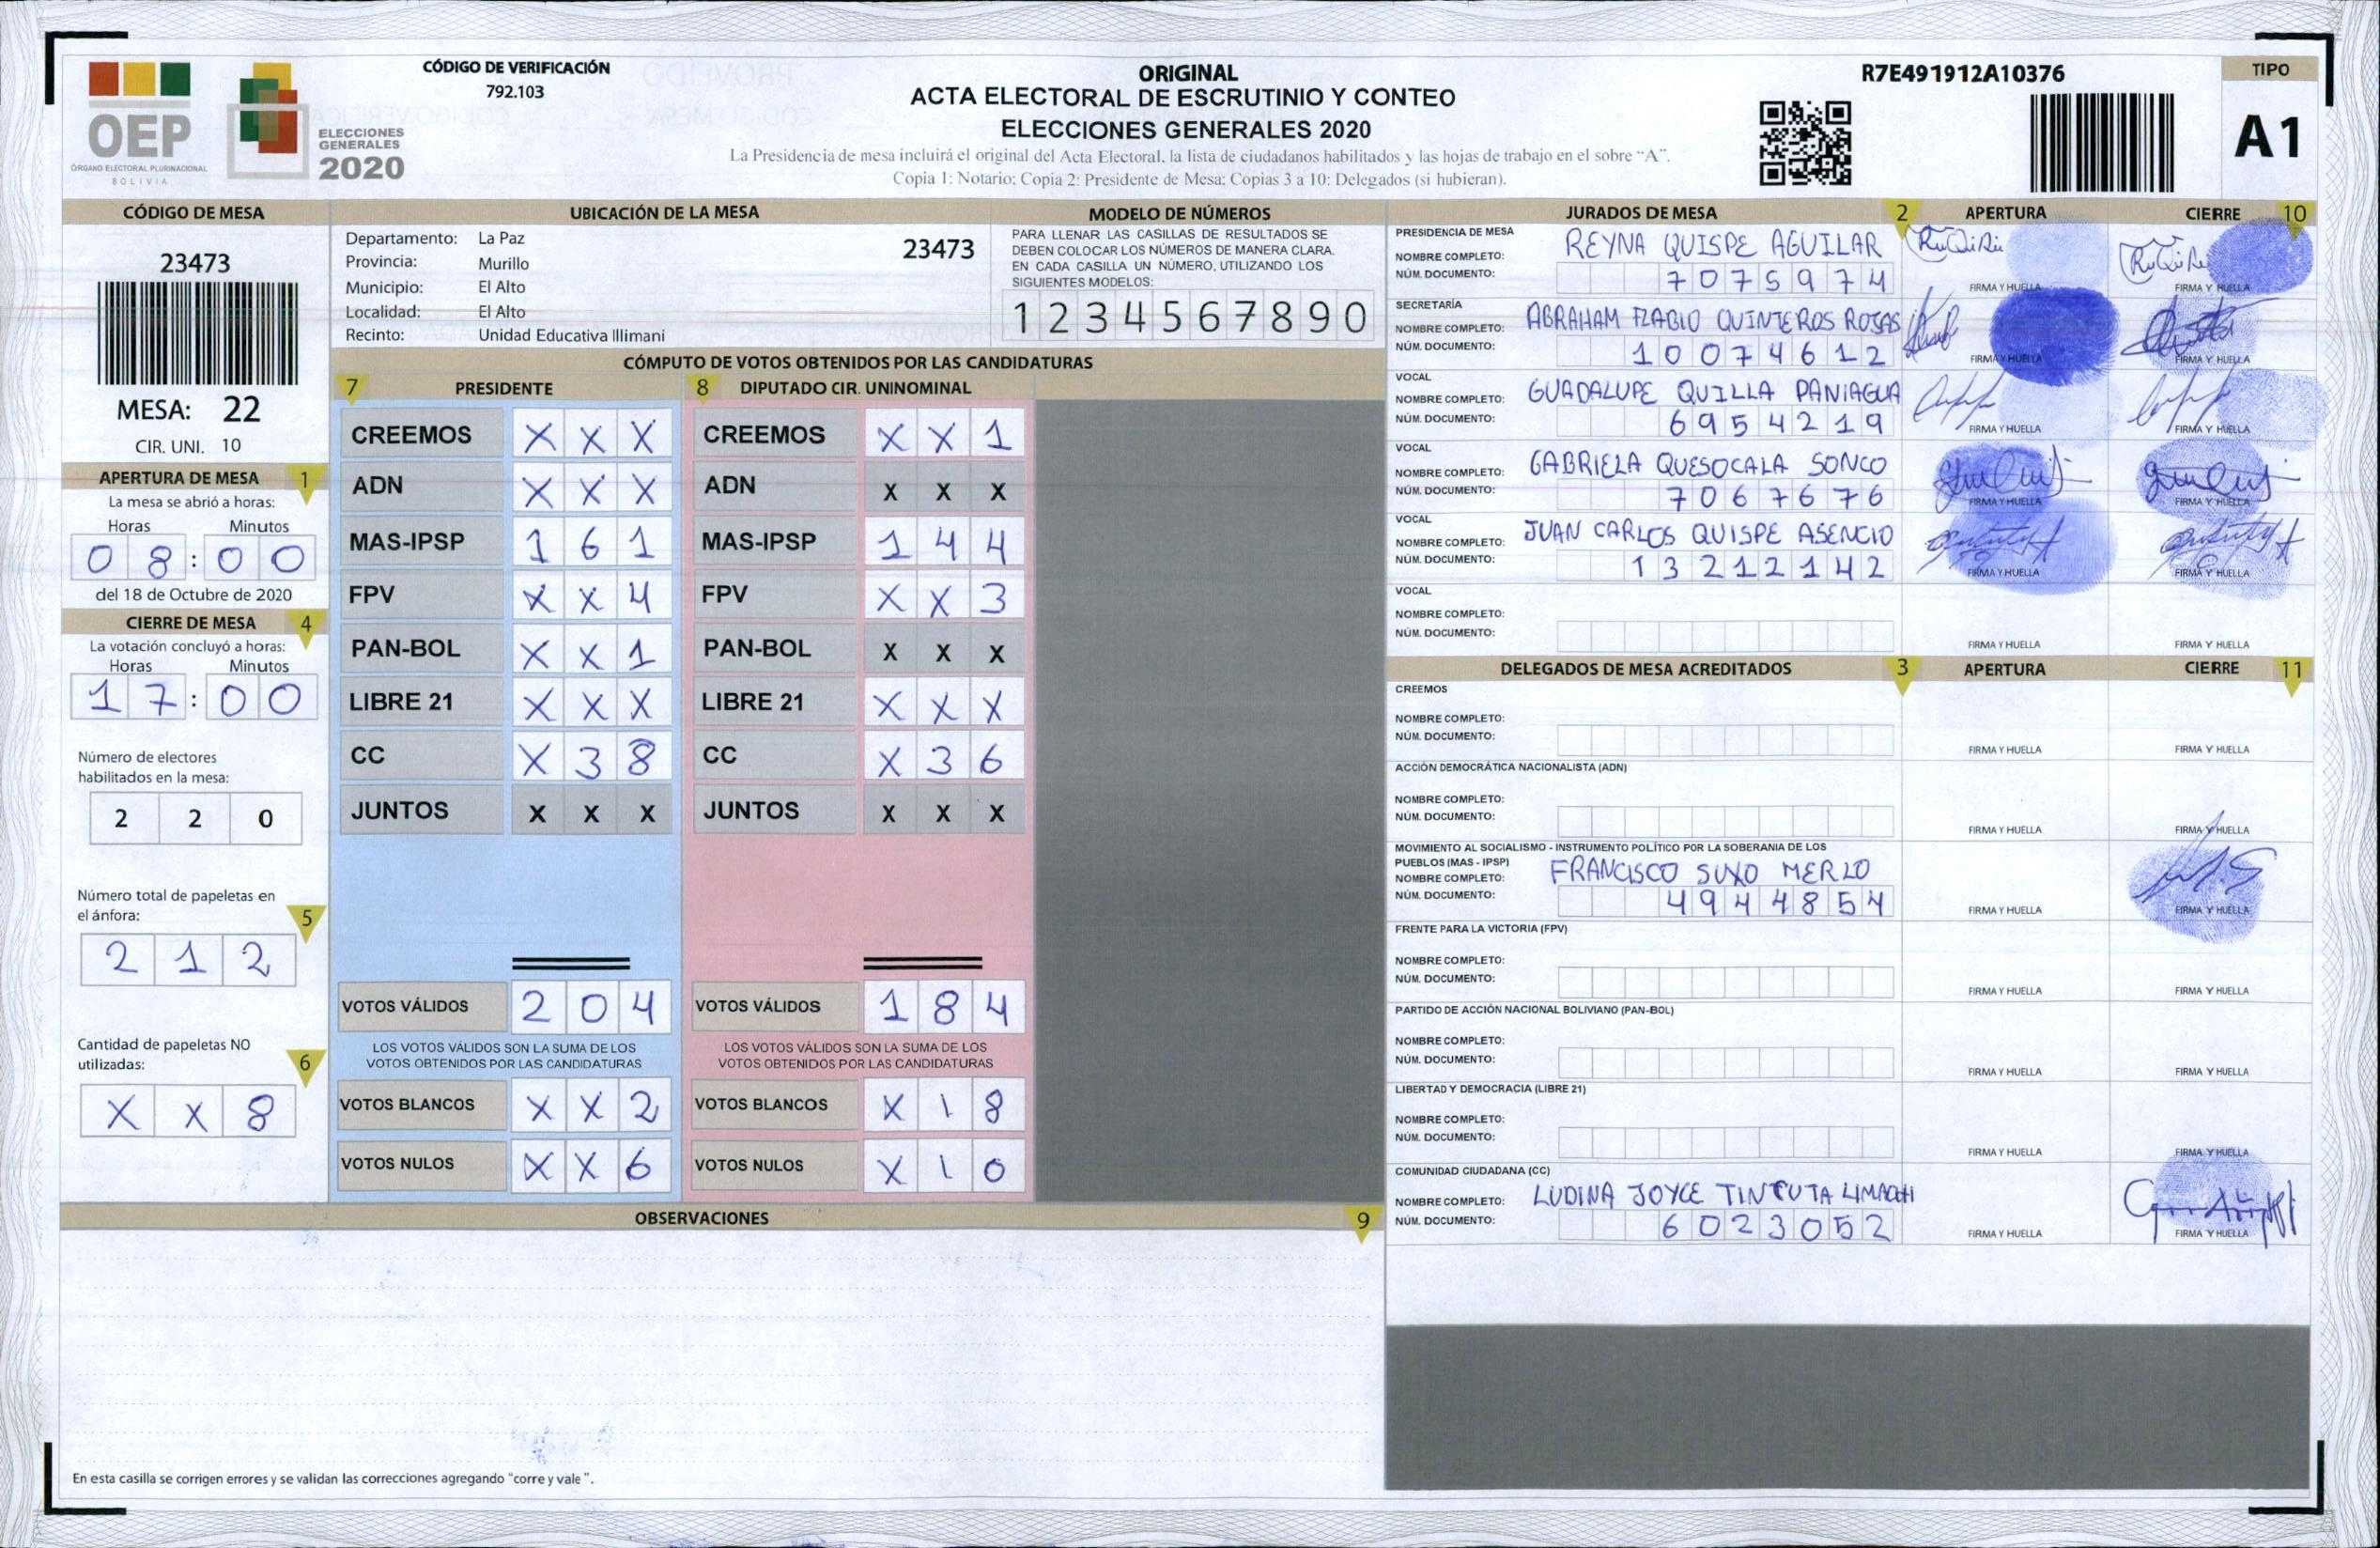 OEP
ÓRGANO ELECTORAL PLURINACIONAL
BOLIVIA
ELECCIONES
GENERALES
2020
CÓDIGO DE VERIFICACIÓN
792.103
ORIGINAL
ACTA ELECTORAL DE ESCRUTINIO Y CONTEO
ELECCIONES GENERALES 2020
La Presidencia de mesa incluirá el original del Acta Electoral, la lista de ciudadanos habilitados y las hojas de trabajo en el sobre "A".
Copia 1: Notario; Copia 2: Presidente de Mesa; Copias 3 a 10: Delegados (si hubieran).
R7E491912A10376
TIPO
A1
CÓDIGO DE MESA
23473
MESA: 22
CIR. UNI. 10
APERTURA DE MESA 1
La mesa se abrió a horas:
Horas Minutos
0 8 : 0 0
del 18 de Octubre de 2020
CIERRE DE MESA 4
La votación concluyó a horas:
Horas Minutos
1 7 : 0 0
Número de electores
habilitados en la mesa:
2 2 0
Número total de papeletas en
el ánfora: 5
2 1 2
Cantidad de papeletas NO
utilizadas: 6
X X 8
UBICACIÓN DE LA MESA
Departamento: La Paz
Provincia: Murillo
Municipio: El Alto
Localidad: El Alto
Recinto: Unidad Educativa Illimani
23473
MODELO DE NÚMEROS
PARA LLENAR LAS CASILLAS DE RESULTADOS SE
DEBEN COLOCAR LOS NÚMEROS DE MANERA CLARA.
EN CADA CASILLA UN NÚMERO, UTILIZANDO LOS
SIGUIENTES MODELOS:
1 2 3 4 5 6 7 8 9 0
CÓMPUTO DE VOTOS OBTENIDOS POR LAS CANDIDATURAS
7 PRESIDENTE
CREEMOS X X X
ADN X X X
MAS-IPSP 1 6 1
FPV X X 4
PAN-BOL X X 1
LIBRE 21 X X X
CC X 3 8
JUNTOS X X X
VOTOS VÁLIDOS 2 0 4
LOS VOTOS VÁLIDOS SON LA SUMA DE LOS
VOTOS OBTENIDOS POR LAS CANDIDATURAS
VOTOS BLANCOS X X 2
VOTOS NULOS X X 6
8 DIPUTADO CIR. UNINOMINAL
CREEMOS X X 1
ADN X X X
MAS-IPSP 1 4 4
FPV X X 3
PAN-BOL X X X
LIBRE 21 X X X
CC X 3 6
JUNTOS X X X
VOTOS VÁLIDOS 1 8 4
LOS VOTOS VÁLIDOS SON LA SUMA DE LOS
VOTOS OBTENIDOS POR LAS CANDIDATURAS
VOTOS BLANCOS X 1 8
VOTOS NULOS X 1 0
OBSERVACIONES 9
En esta casilla se corrigen errores y se validan las correcciones agregando "corre y vale".
JURADOS DE MESA 2 APERTURA CIERRE 10
PRESIDENCIA DE MESA
NOMBRE COMPLETO: REYNA QUISPE AGUILAR
NÚM. DOCUMENTO: 7075974
FIRMA Y HUELLA FIRMA Y HUELLA
SECRETARÍA
NOMBRE COMPLETO: ABRAHAM FLABIO QUINTEROS ROJAS
NÚM. DOCUMENTO: 10074612
FIRMA Y HUELLA FIRMA Y HUELLA
VOCAL
NOMBRE COMPLETO: GUADALUPE QUILLA PANIAGUA
NÚM. DOCUMENTO: 6954219
FIRMA Y HUELLA FIRMA Y HUELLA
VOCAL
NOMBRE COMPLETO: GABRIELA QUESOCALA SONCO
NÚM. DOCUMENTO: 7067676
FIRMA Y HUELLA FIRMA Y HUELLA
VOCAL
NOMBRE COMPLETO: JUAN CARLOS QUISPE ASENCIO
NÚM. DOCUMENTO: 13212142
FIRMA Y HUELLA FIRMA Y HUELLA
VOCAL
NOMBRE COMPLETO:
NÚM. DOCUMENTO:
FIRMA Y HUELLA FIRMA Y HUELLA
DELEGADOS DE MESA ACREDITADOS 3 APERTURA CIERRE 11
CREEMOS
NOMBRE COMPLETO:
NÚM. DOCUMENTO:
FIRMA Y HUELLA FIRMA Y HUELLA
ACCIÓN DEMOCRÁTICA NACIONALISTA (ADN)
NOMBRE COMPLETO:
NÚM. DOCUMENTO:
FIRMA Y HUELLA FIRMA Y HUELLA
MOVIMIENTO AL SOCIALISMO - INSTRUMENTO POLÍTICO POR LA SOBERANIA DE LOS
PUEBLOS (MAS - IPSP)
NOMBRE COMPLETO: FRANCISCO SUXO MERLO
NÚM. DOCUMENTO: 4944854
FIRMA Y HUELLA FIRMA Y HUELLA
FRENTE PARA LA VICTORIA (FPV)
NOMBRE COMPLETO:
NÚM. DOCUMENTO:
FIRMA Y HUELLA FIRMA Y HUELLA
PARTIDO DE ACCIÓN NACIONAL BOLIVIANO (PAN-BOL)
NOMBRE COMPLETO:
NÚM. DOCUMENTO:
FIRMA Y HUELLA FIRMA Y HUELLA
LIBERTAD Y DEMOCRACIA (LIBRE 21)
NOMBRE COMPLETO:
NÚM. DOCUMENTO:
FIRMA Y HUELLA FIRMA Y HUELLA
COMUNIDAD CIUDADANA (CC)
NOMBRE COMPLETO: LUDINA JOYCE TINTUTA LIMACHI
NÚM. DOCUMENTO: 6023052
FIRMA Y HUELLA FIRMA Y HUELLA